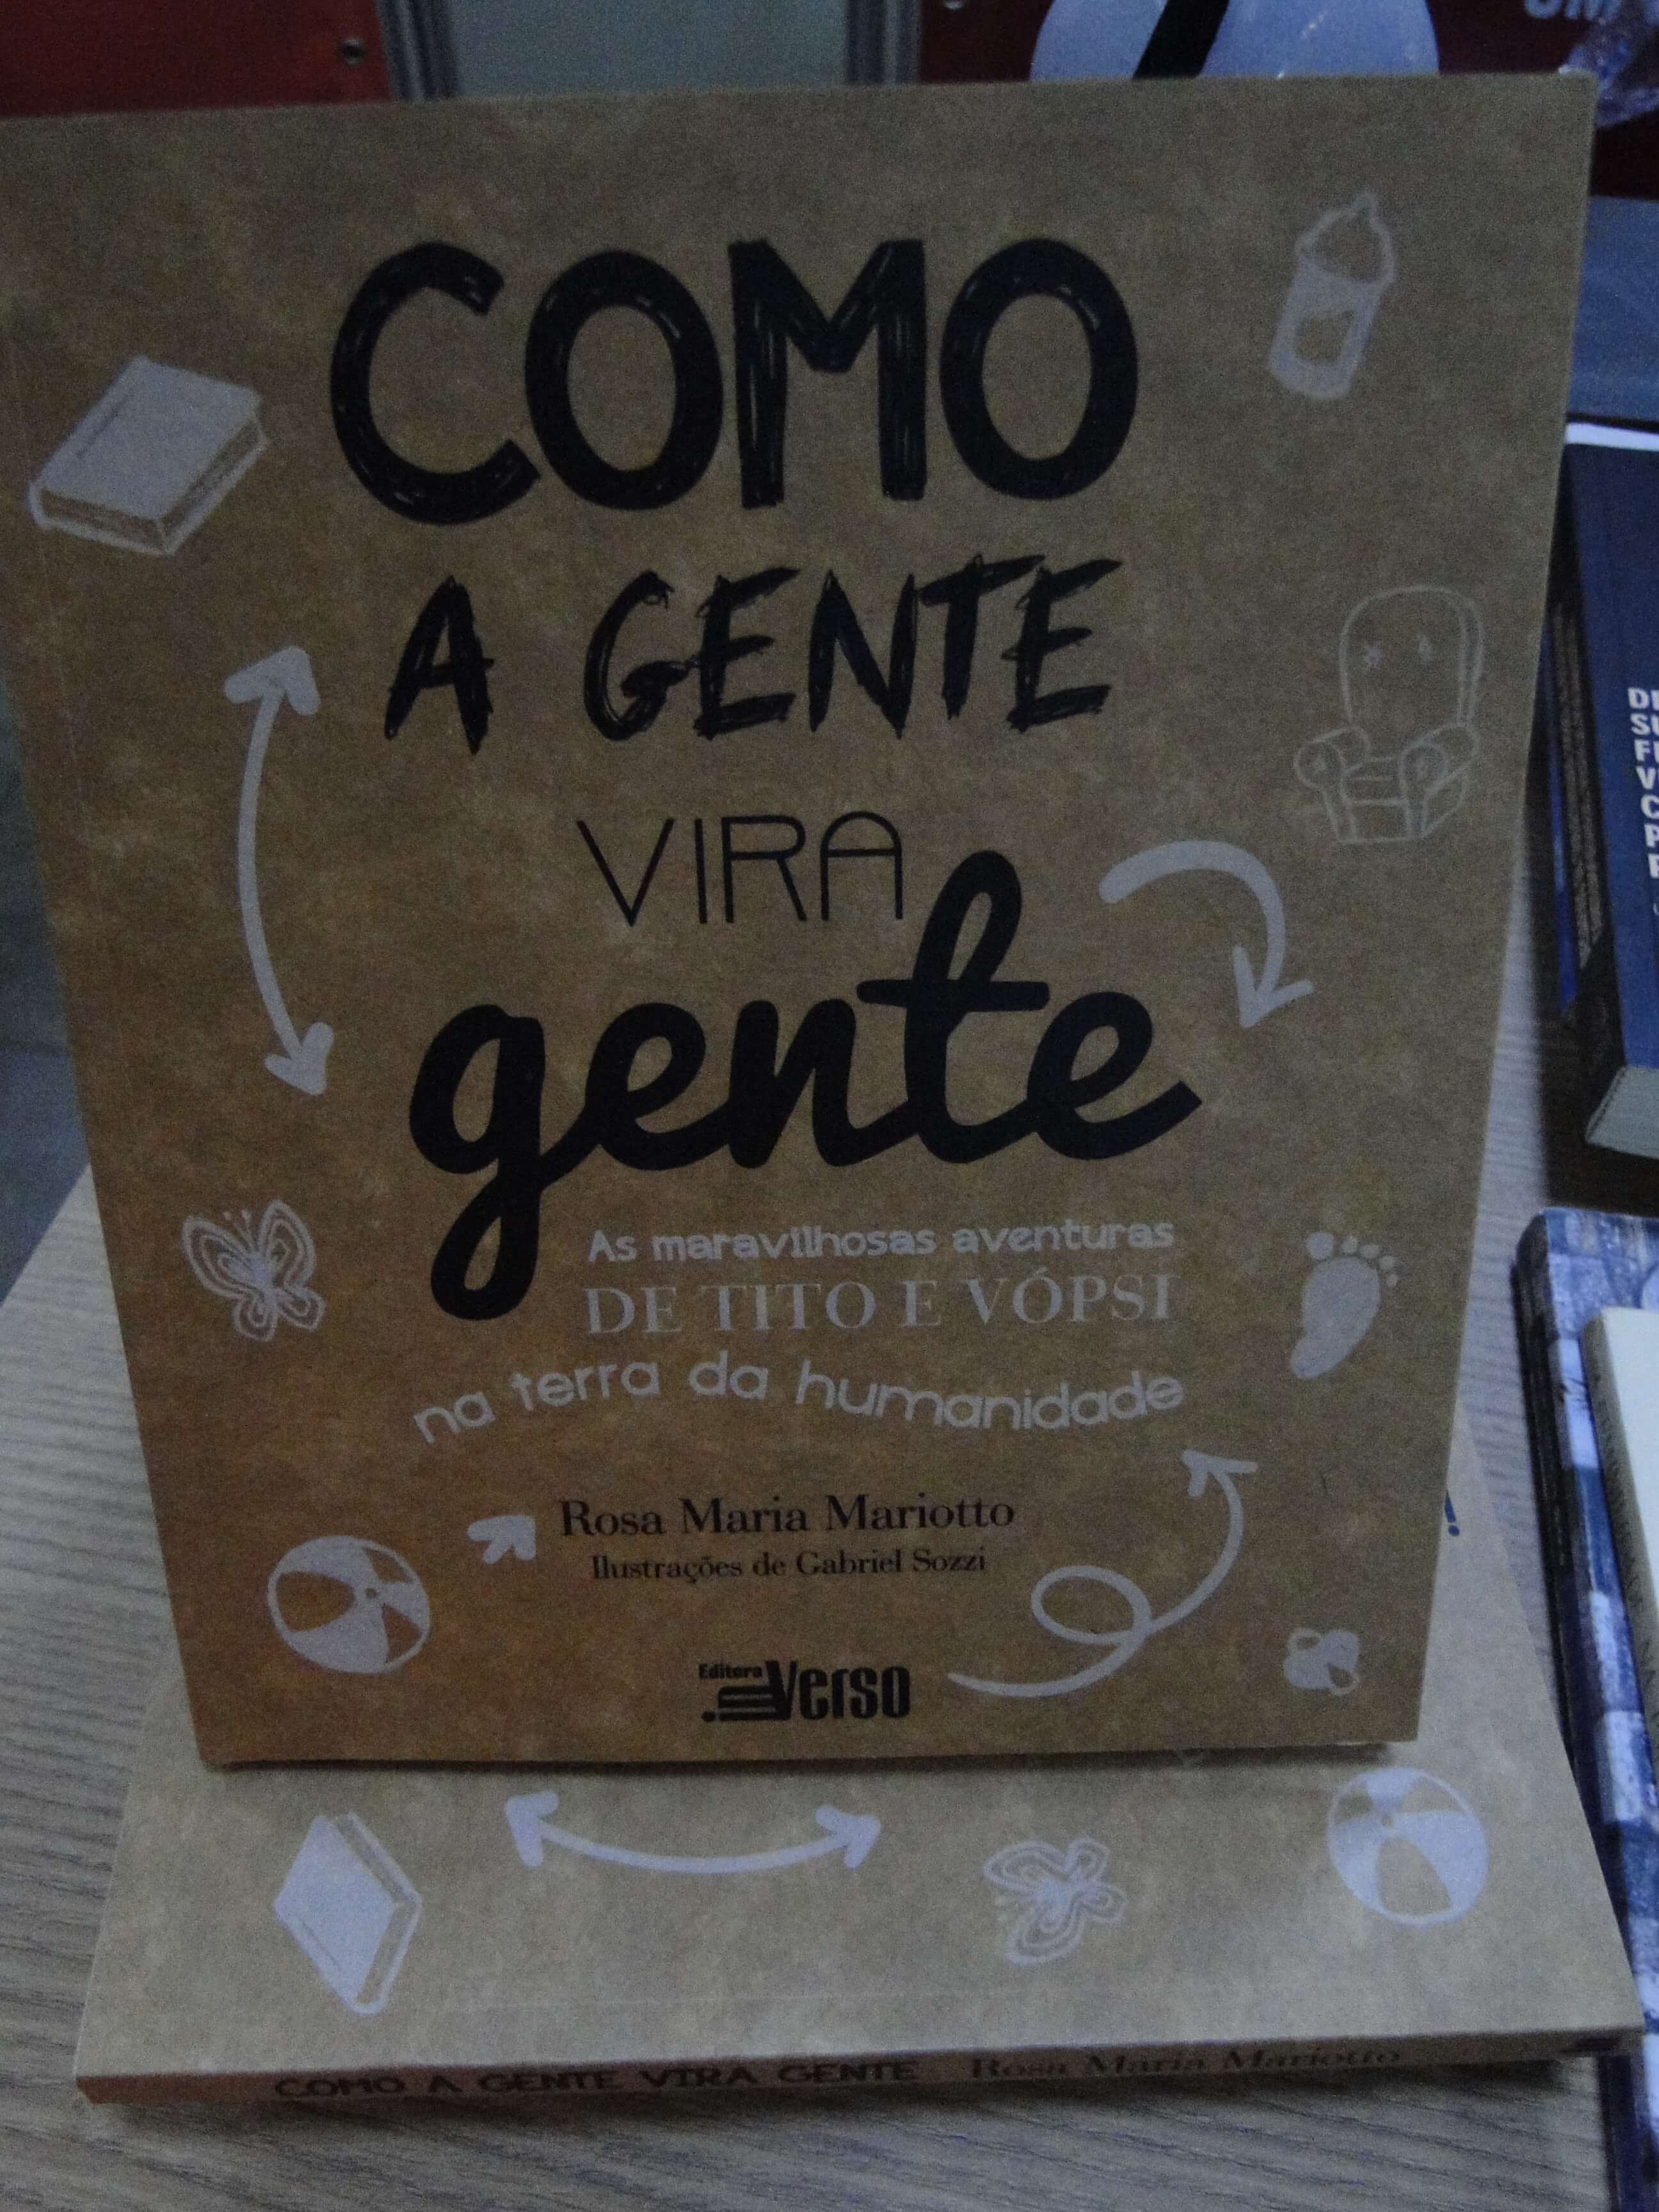 COMO
A GENTE
VIRA
gente
As maravilhosas aventuras
DE TITO E VÓPSI
na terra da humanidade
Rosa Maria Mariotto
Ilustrações de Gabriel Sozzi
Editora
inVerso
COMO A GENTE VIRA GENTE Rosa Maria Mariotto